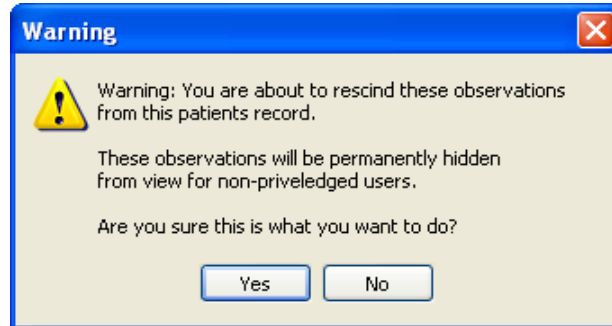 Warning
Warning: You are about to rescind these observations
from this patients record.
These observations will be permanently hidden
from view for non-priveledged users.
Are you sure this is what you want to do?
Yes
No